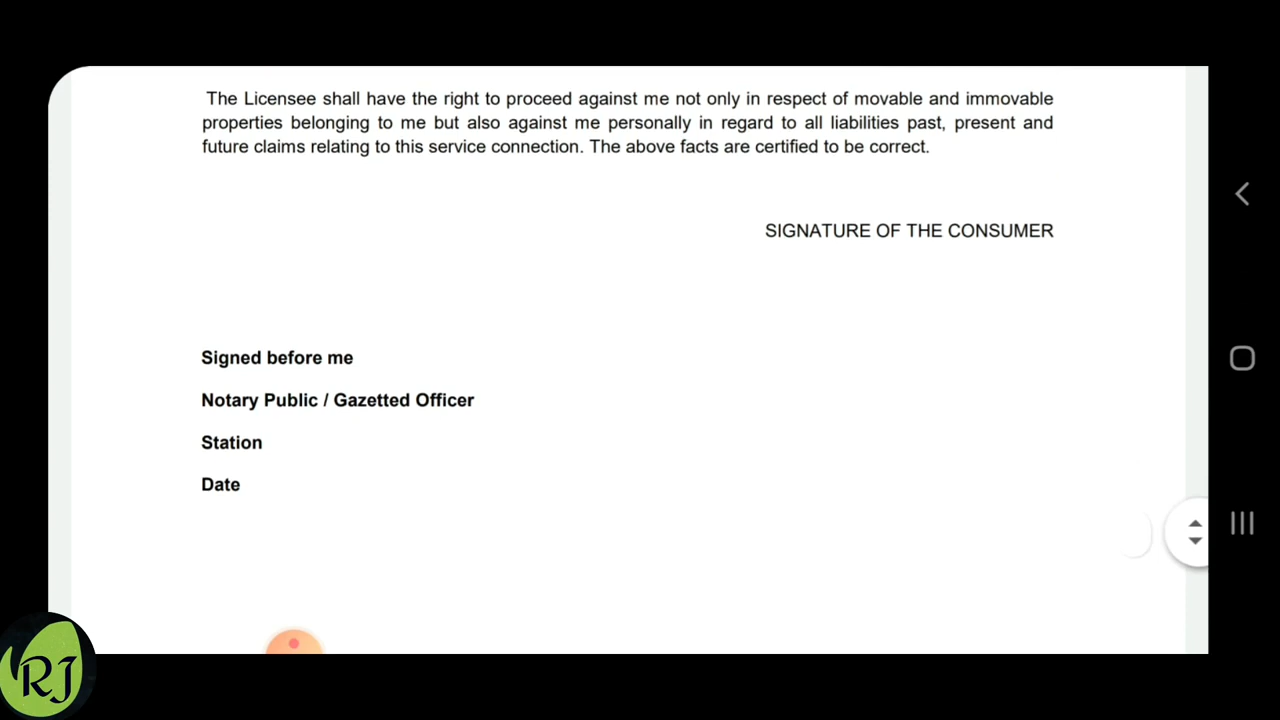 The Licensee shall have the right to proceed against me not only in respect of movable and immovable
properties belonging to me but also against me personally in regard to all liabilities past, present and
future claims relating to this service connection. The above facts are certified to be correct.
SIGNATURE OF THE CONSUMER
Signed before me
Notary Public / Gazetted Officer
Station
Date
RJ